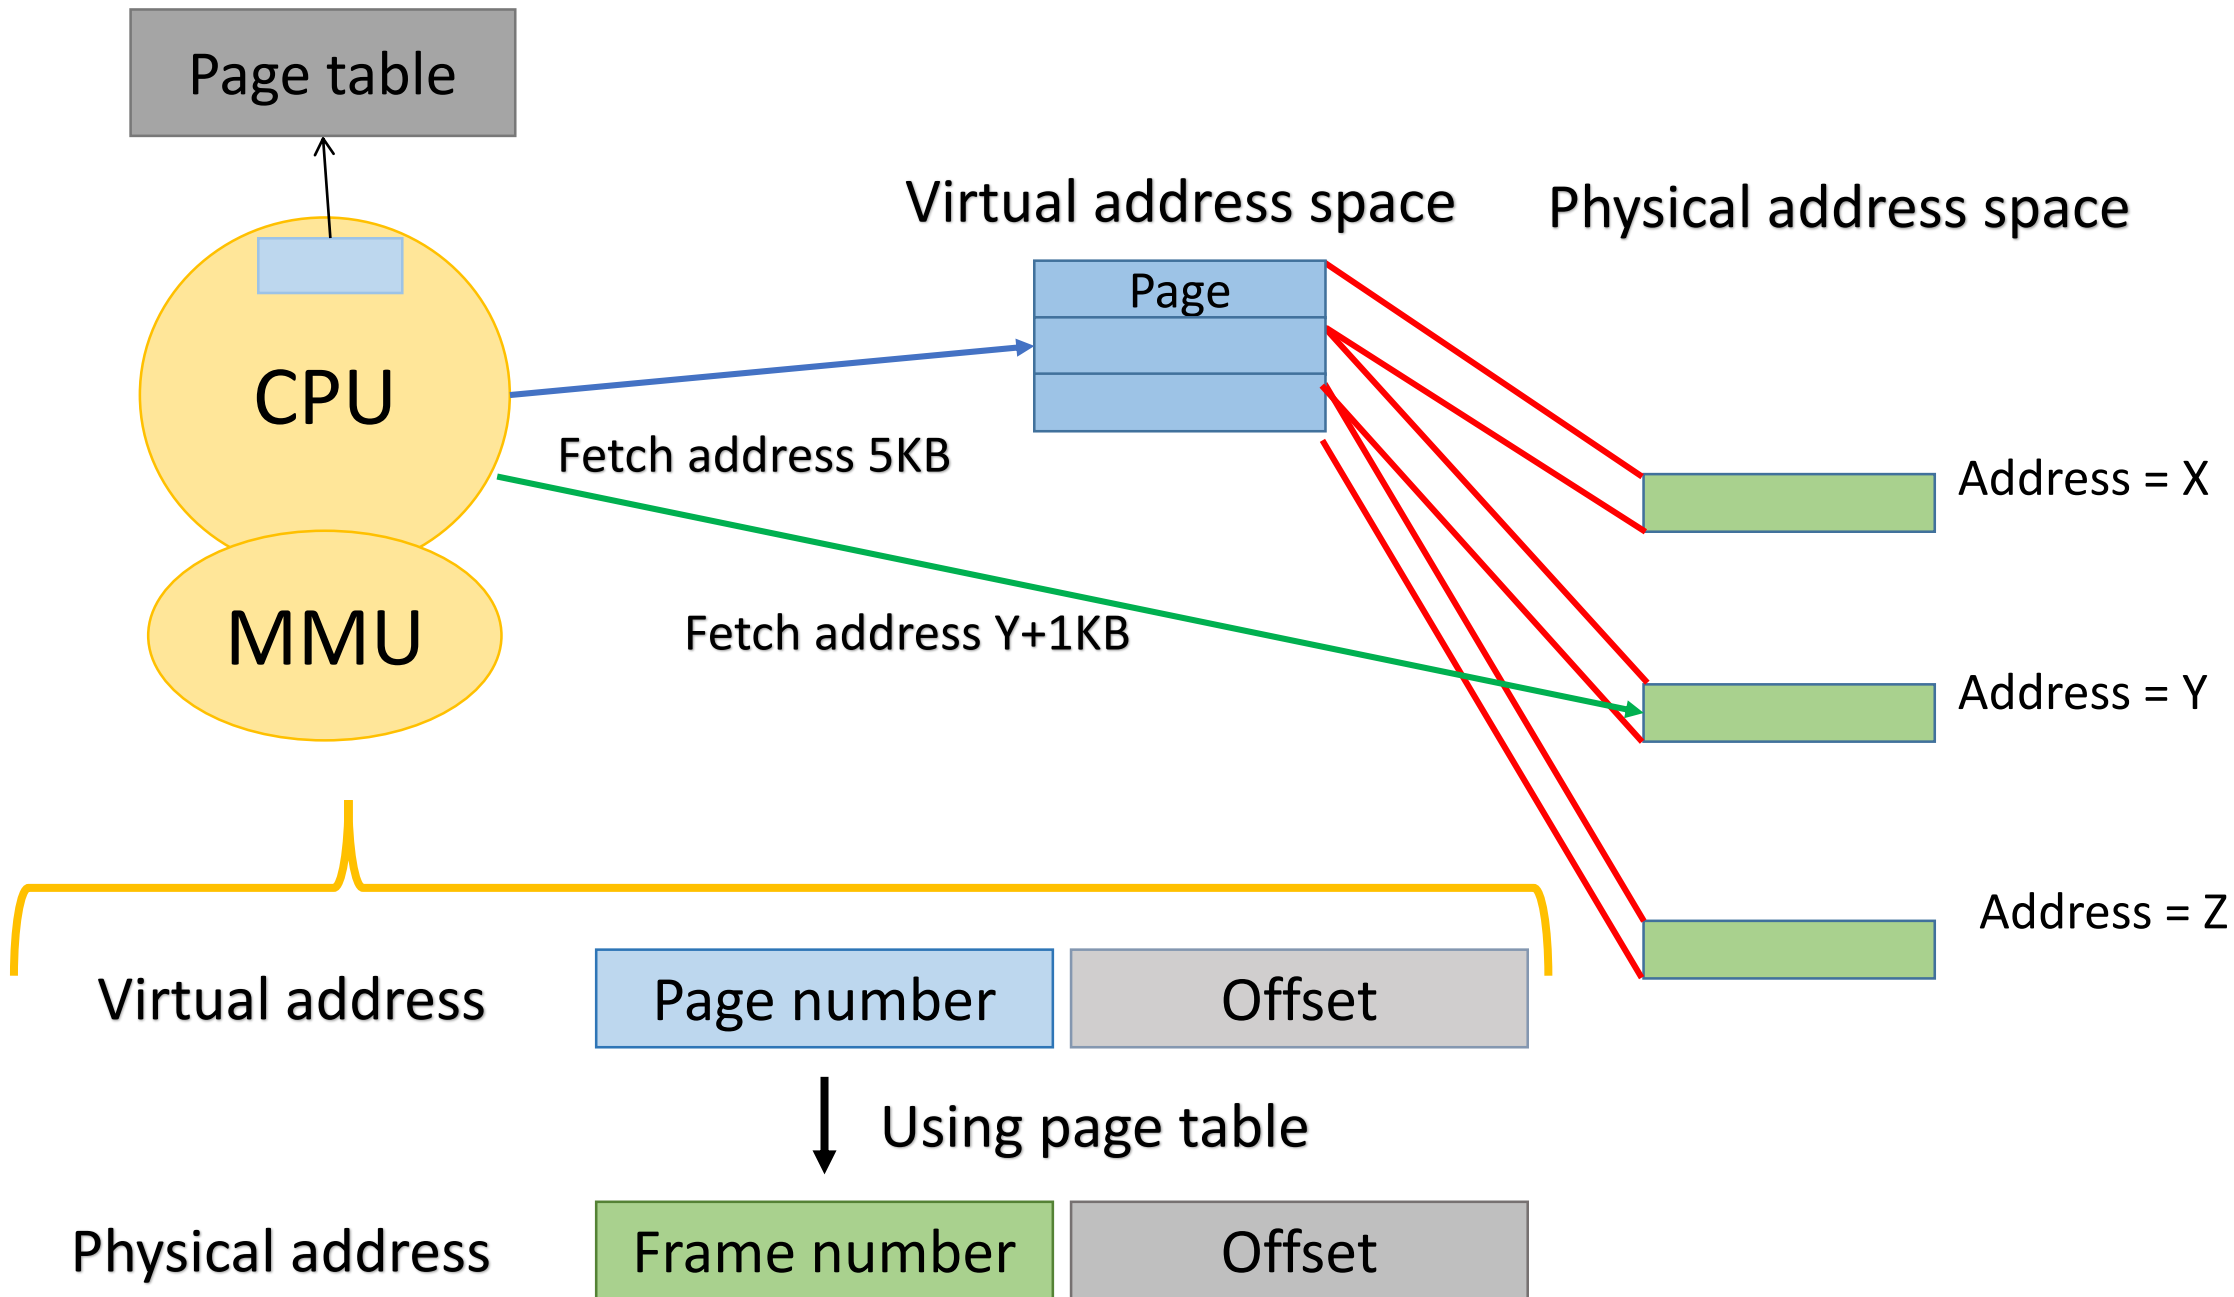 Page table
Virtual address space
Physical address space
Page
CPU
Fetch address 5KB
Address = X
MMU
Fetch address Y+1KB
Address = Y
Address = Z
Virtual address
Page number
Offset
Using page table
Physical address
Frame number
Offset